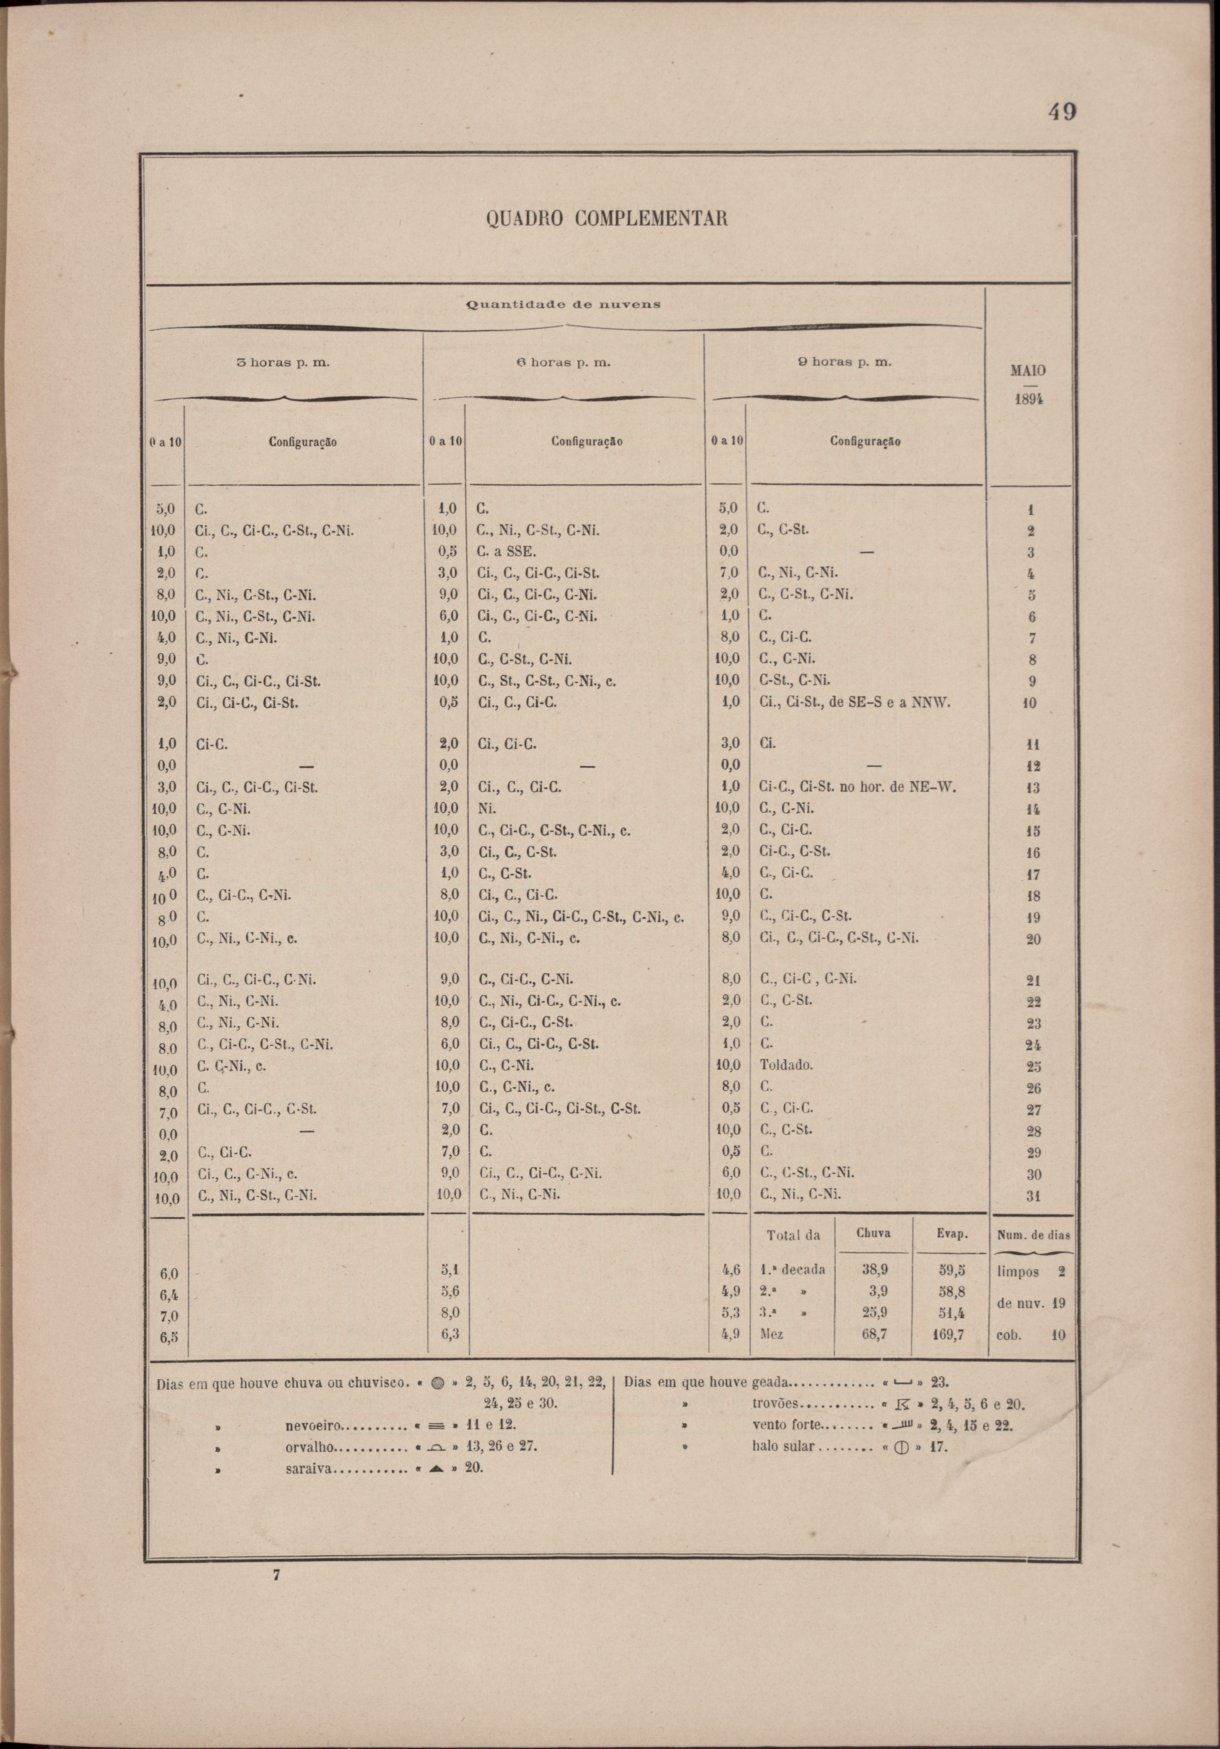 49
QUADRO COMPLEMENTAR
Quantidade de nuvens
3 horas p. m. 6 horas p. m. 9 horas p. m. MAIO
1894
0 a 10 Configuração 0 a 10 Configuração 0 a 10 Configuração
5,0 C. 1,0 C. 5,0 C. 1
10,0 Ci., C., Ci-C., C-St., C-Ni. 10,0 C., Ni., C-St., C-Ni. 2,0 C., C-St. 2
1,0 C. 0,5 C. a SSE. 0,0 — 3
2,0 C. 3,0 Ci., C., Ci-C., Ci-St. 7,0 C., Ni., C-Ni. 4
8,0 C., Ni., C-St., C-Ni. 9,0 Ci., C., Ci-C., C-Ni. 2,0 C., C-St., C-Ni. 5
10,0 C., Ni., C-St., C-Ni. 6,0 Ci., C., Ci-C., C-Ni. 1,0 C. 6
4,0 C., Ni., C-Ni. 1,0 C. 8,0 C., Ci-C. 7
9,0 C. 10,0 C., C-St., C-Ni. 10,0 C., C-Ni. 8
9,0 Ci., C., Ci-C., Ci-St. 10,0 C., St., C-St., C-Ni., c. 10,0 C-St., C-Ni. 9
2,0 Ci., Ci-C., Ci-St. 0,5 Ci., C., Ci-C. 1,0 Ci., Ci-St., de SE-S e a NNW. 10
1,0 Ci-C. 2,0 Ci., Ci-C. 3,0 Ci. 11
0,0 — 0,0 — 0,0 — 12
3,0 Ci., C., Ci-C., Ci-St. 2,0 Ci., C., Ci-C. 1,0 Ci-C., Ci-St. no hor. de NE-W. 13
10,0 C., C-Ni. 10,0 Ni. 10,0 C., C-Ni. 14
10,0 C., C-Ni. 10,0 C., Ci-C., C-St., C-Ni., c. 2,0 C., Ci-C. 15
8,0 C. 3,0 Ci., C., C-St. 2,0 Ci-C., C-St. 16
4,0 C. 1,0 C., C-St. 4,0 C., Ci-C. 17
10 0 C., Ci-C., C-Ni. 8,0 Ci., C., Ci-C. 10,0 C. 18
8 0 C. 10,0 Ci., C., Ni., Ci-C., C-St., C-Ni., c. 9,0 C., Ci-C., C-St. 19
10,0 C., Ni., C-Ni., c. 10,0 C., Ni., C-Ni., c. 8,0 Ci., C., Ci-C., C-St., C-Ni. 20
10,0 Ci., C., Ci-C., C-Ni. 9,0 C., Ci-C., C-Ni. 8,0 C., Ci-C , C-Ni. 21
4,0 C., Ni., C-Ni. 10,0 C., Ni., Ci-C., C-Ni., c. 2,0 C., C-St. 22
8,0 C., Ni., C-Ni. 8,0 C., Ci-C., C-St. 2,0 C. 23
8,0 C., Ci-C., C-St., C-Ni. 6,0 Ci., C., Ci-C., C-St. 1,0 C. 24
10,0 C. C-Ni., c. 10,0 C., C-Ni. 10,0 Toldado. 25
8,0 C. 10,0 C., C-Ni., c. 8,0 C. 26
7,0 Ci., C., Ci-C., C-St. 7,0 Ci., C., Ci-C., Ci-St., C-St. 0,5 C., Ci-C. 27
0,0 — 2,0 C. 10,0 C., C-St. 28
2,0 C., Ci-C. 7,0 C. 0,5 C. 29
10,0 Ci., C., C-Ni., c. 9,0 Ci., C., Ci-C., C-Ni. 6,0 C., C-St., C-Ni. 30
10,0 C., Ni., C-St., C-Ni. 10,0 C., Ni., C-Ni. 10,0 C., Ni., C-Ni. 31
Total da Chuva Evap. Num. de dias
6,0 5,1 4,6 1.ª decada 38,9 59,5 limpos 2
6,4 5,6 4,9 2.ª » 3,9 58,8
de nuv. 19
7,0 8,0 5,3 3.ª » 25,9 51,4
6,5 6,3 4,9 Mez 68,7 169,7 cob. 10
Dias em que houve chuva ou chuvisco. « » 2, 5, 6, 14, 20, 21, 22, Dias em que houve geada............. « » 23.
24, 25 e 30. » trovões........... « » 2, 4, 5, 6 e 20.
» nevoeiro.......... « » 11 e 12. » vento forte........ « » 2, 4, 15 e 22.
» orvalho........... « » 13, 26 e 27. » halo sular ........ « » 17.
» saraiva........... « » 20.
7